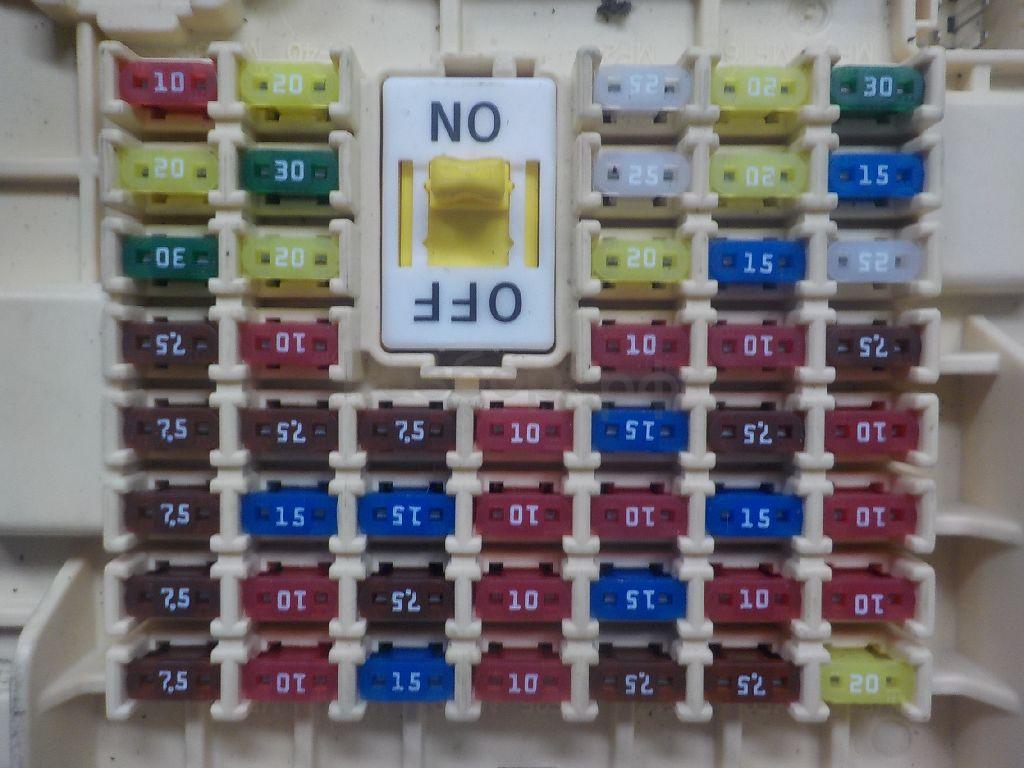 10 20 25 20 30
ON
20 30 25 20 15
30 20 20 15 25
OFF
7,5 10 10 10 7,5
7,5 7,5 7,5 10 15 7,5 10
7,5 15 15 10 10 15 10
7,5 10 7,5 10 15 10 10
7,5 10 15 10 7,5 7,5 20